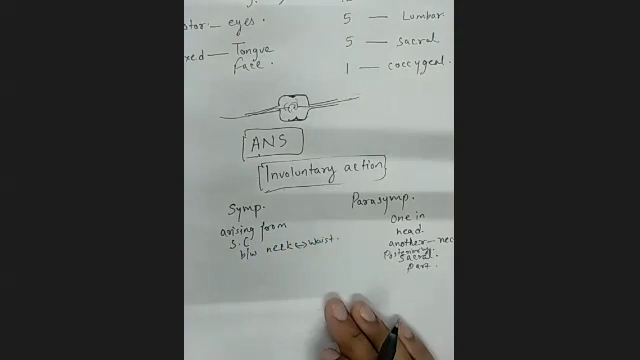 eyes.
Tongue
face.
5 — Lumbar
5 — Sacral
1 — coccygeal.
ANS
Involuntary action
Symp.
arising from
S.C
b/w neck ↔ waist.
Parasymp.
one in
head.
another — nec
sacral.
part.